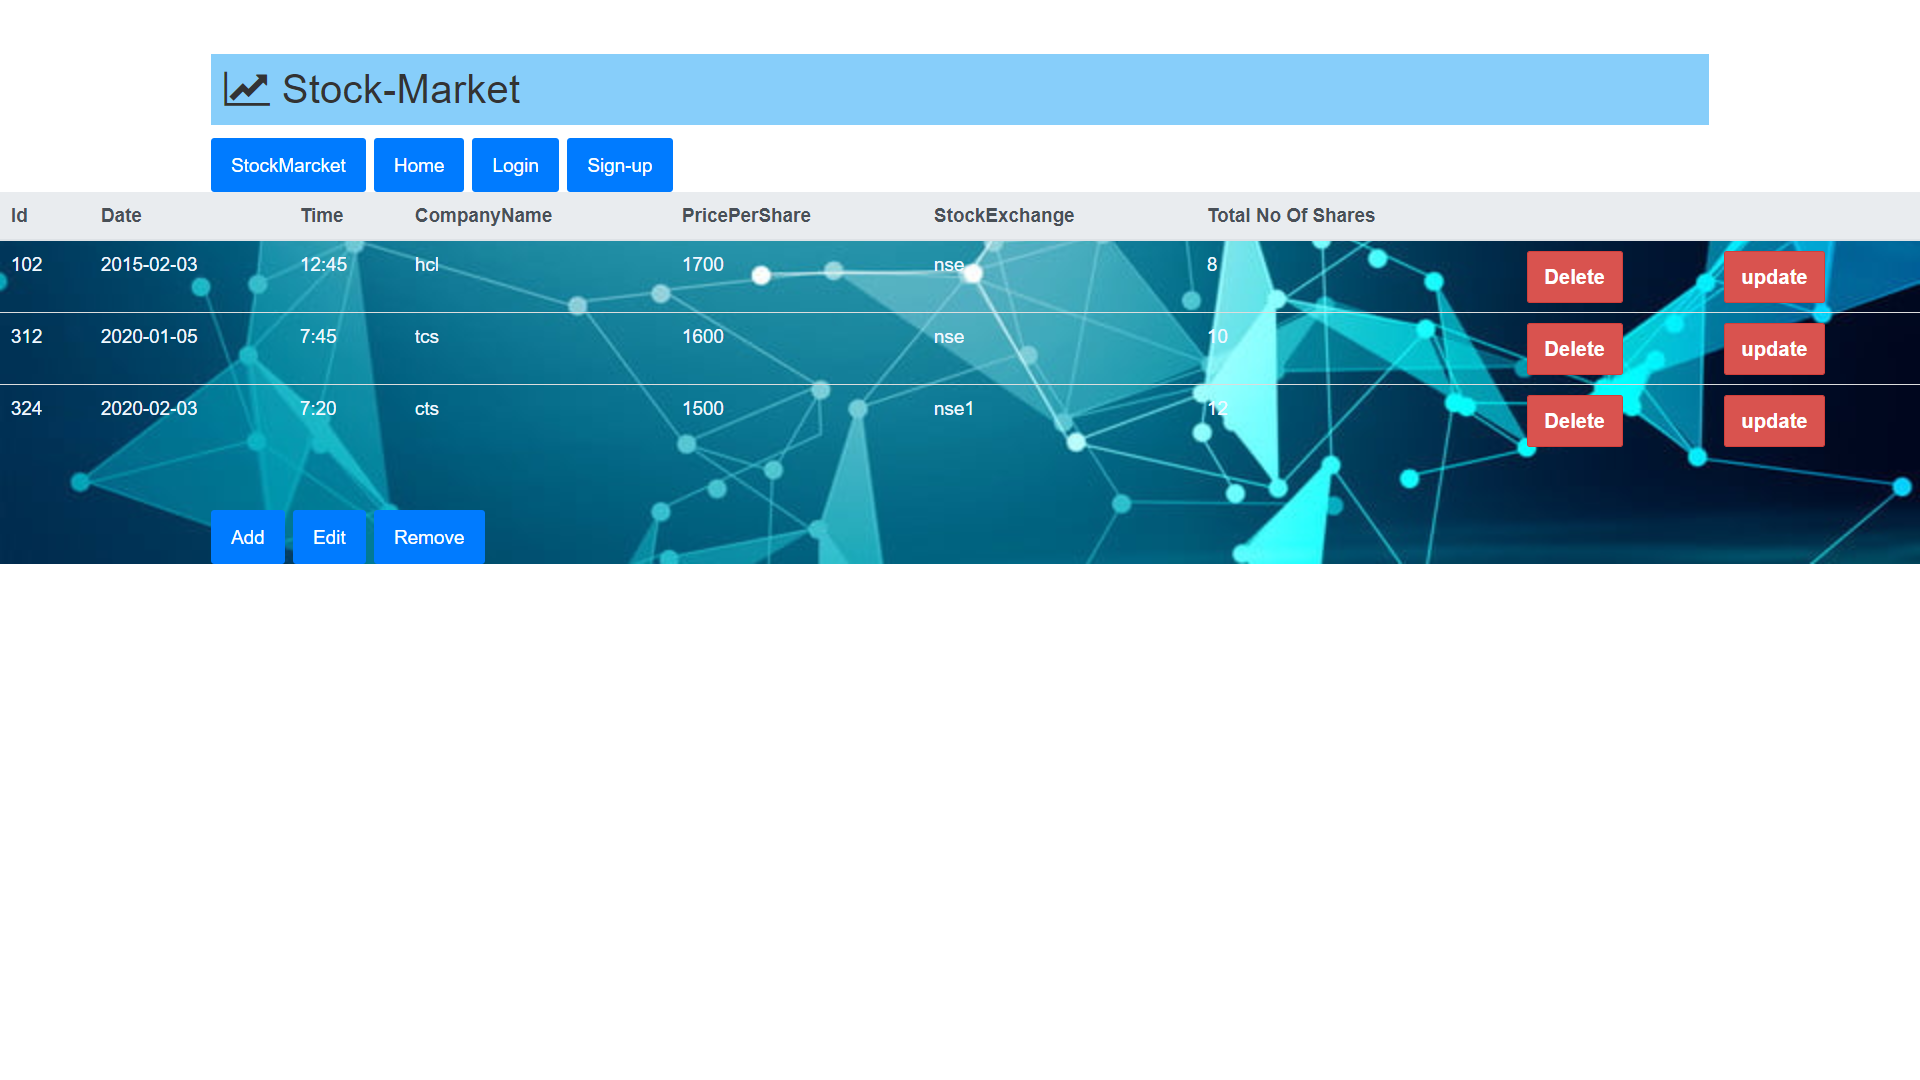 Stock-Market
StockMarcket Home Login Sign-up
Id Date Time CompanyName PricePerShare StockExchange Total No Of Shares
102 2015-02-03 12:45 hcl 1700 nse 8 Delete update
312 2020-01-05 7:45 tcs 1600 nse 10 Delete update
324 2020-02-03 7:20 cts 1500 nse1 12 Delete update
Add Edit Remove